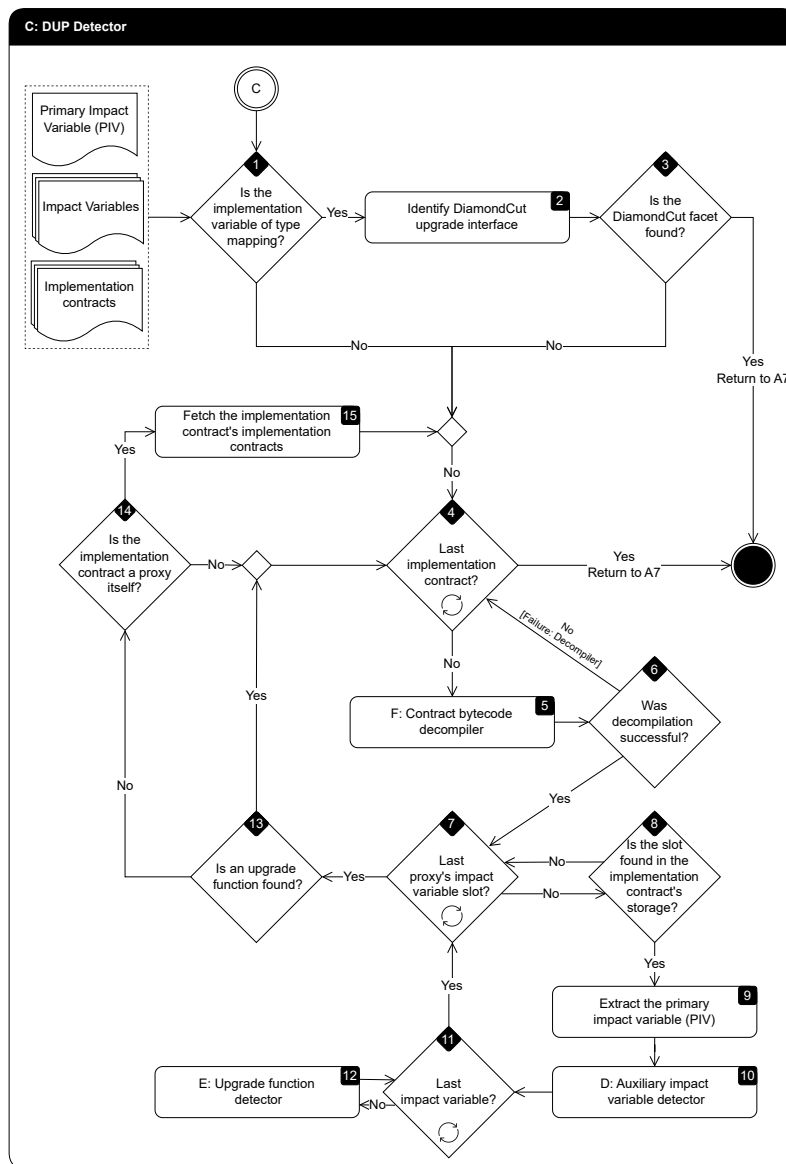 C: DUP Detector
C
Primary Impact
Variable (PIV)
Impact Variables
Implementation
contracts
1
Is the
implementation
variable of type
mapping?
Yes
2
Identify DiamondCut
upgrade interface
3
Is the
DiamondCut facet
found?
No
No
Yes
Return to A7
15
Fetch the implementation
contract's implementation
contracts
Yes
No
14
Is the
implementation
contract a proxy
itself?
No
4
Last
implementation
contract?
Yes
Return to A7
No
[Failure: Decompiler]
No
5
F: Contract bytecode
decompiler
6
Was
decompilation
successful?
Yes
Yes
No
13
Is an upgrade
function found?
Yes
7
Last
proxy's impact
variable slot?
No
No
8
Is the slot
found in the
implementation
contract's
storage?
Yes
Yes
9
Extract the primary
impact variable (PIV)
10
D: Auxiliary impact
variable detector
11
Last
impact variable?
No
12
E: Upgrade function
detector